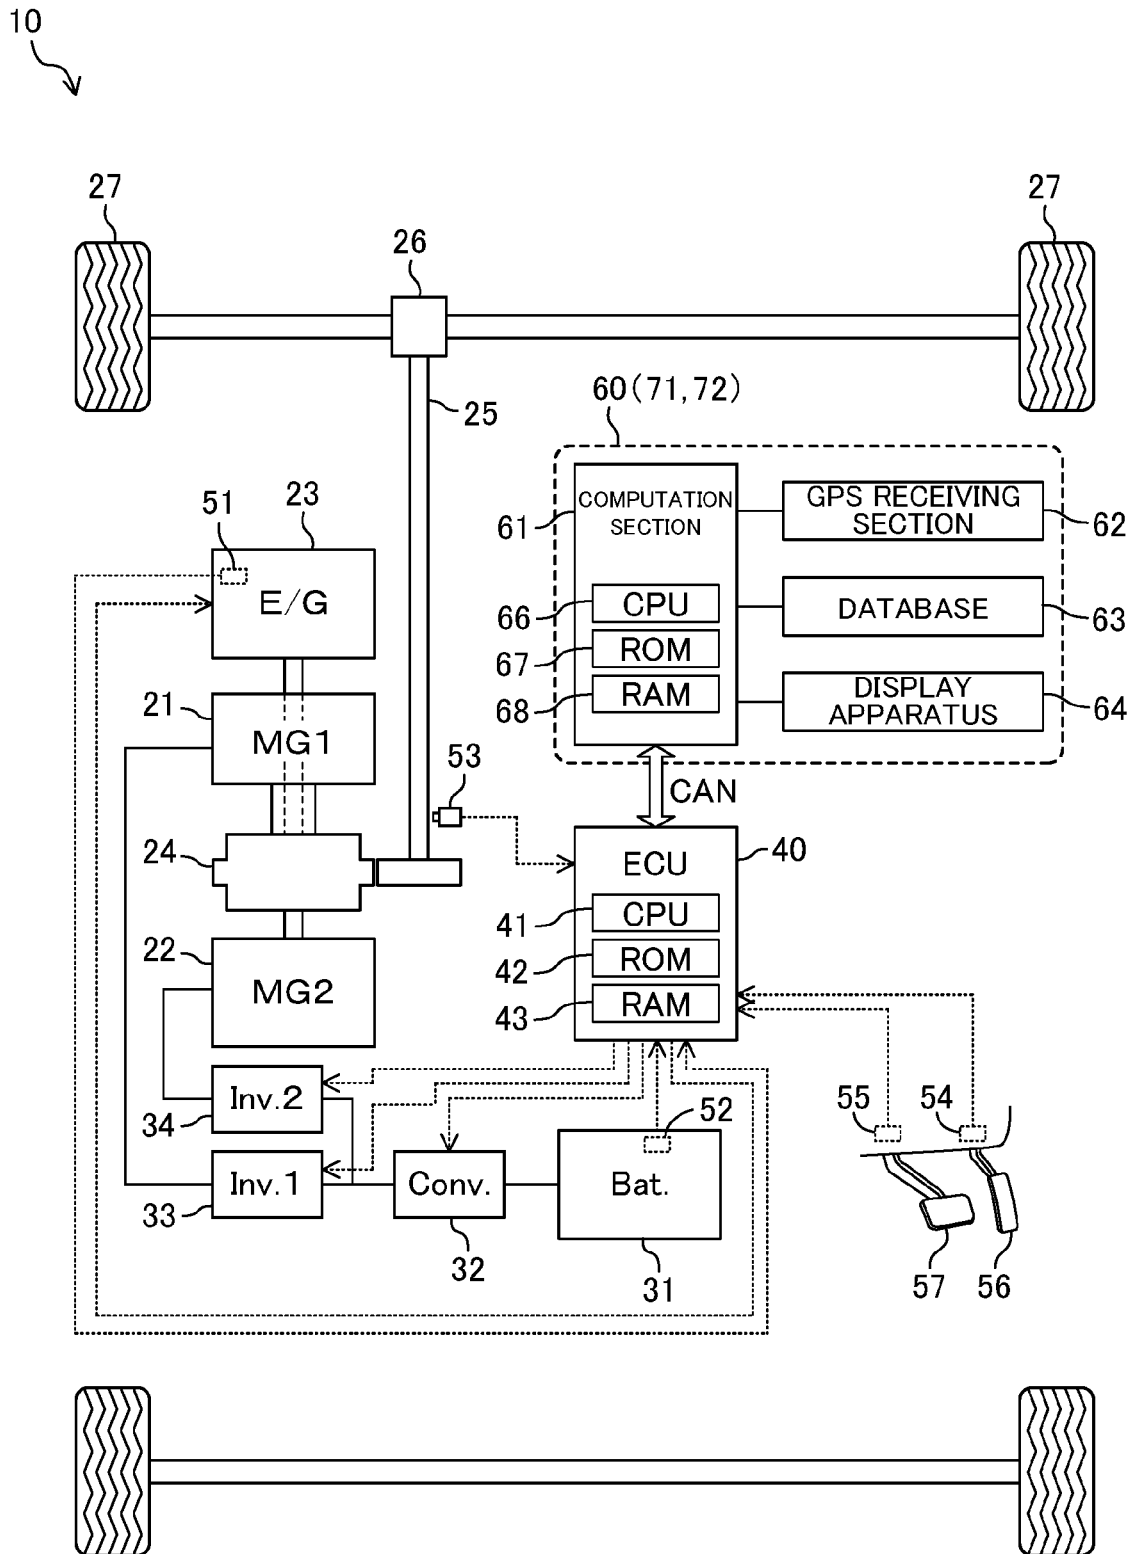 10
27
27
26
25
60(71,72)
COMPUTATION
SECTION
61
GPS RECEIVING
SECTION
62
51
23
E/G
66
CPU
DATABASE
63
67
ROM
68
RAM
DISPLAY
APPARATUS
64
21
MG1
53
CAN
24
ECU
40
41
CPU
22
MG2
42
ROM
43
RAM
Inv.2
34
52
55
54
Inv.1
33
Conv.
32
Bat.
31
57
56